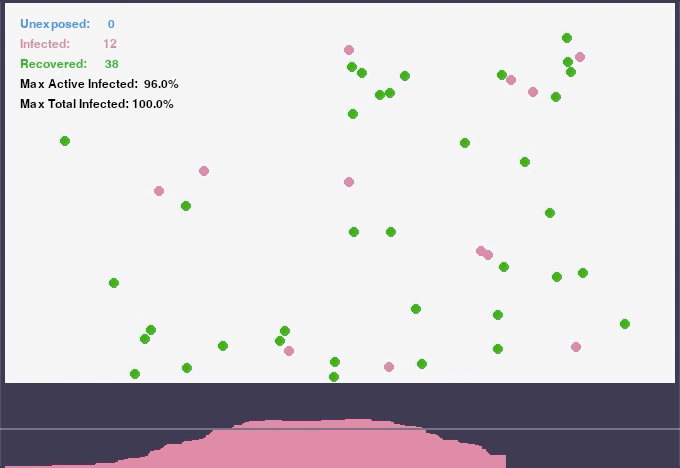 Unexposed: 0
Infected: 12
Recovered: 38
Max Active Infected: 96.0%
Max Total Infected: 100.0%